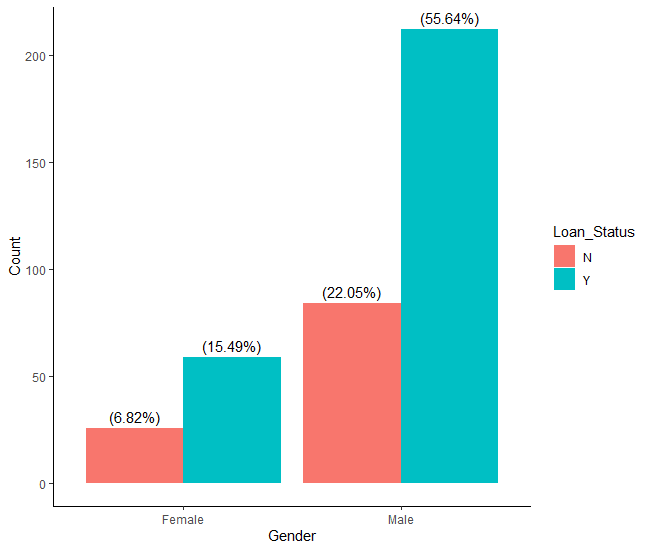 (55.64%)
200
150
Count
100
50
0
(22.05%)
(15.49%)
(6.82%)
Female
Male
Gender
Loan_Status
N
Y